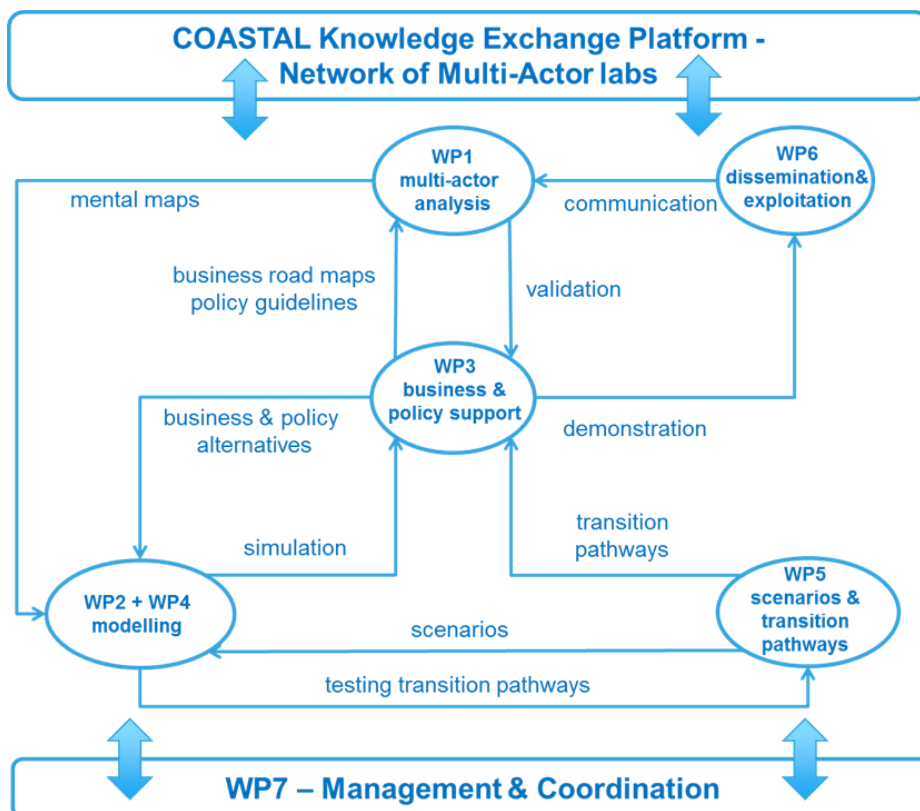 COASTAL Knowledge Exchange Platform -
Network of Multi-Actor labs
WP1
multi-actor
analysis
WP6
dissemination&
exploitation
mental maps
communication
business road maps
policy guidelines
validation
WP3
business &
policy support
business & policy
alternatives
demonstration
simulation
transition
pathways
WP2 + WP4
modelling
WP5
scenarios &
transition
pathways
scenarios
testing transition pathways
WP7 – Management & Coordination